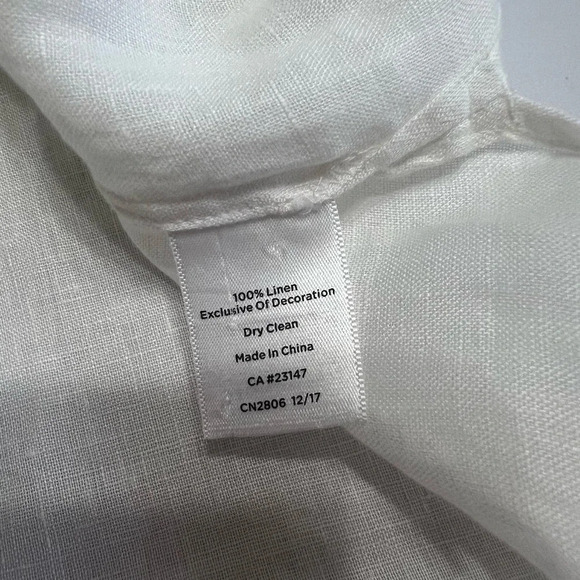 100% Linen
Exclusive Of Decoration
Dry Clean
Made In China
CA #23147
CN2806 12/17